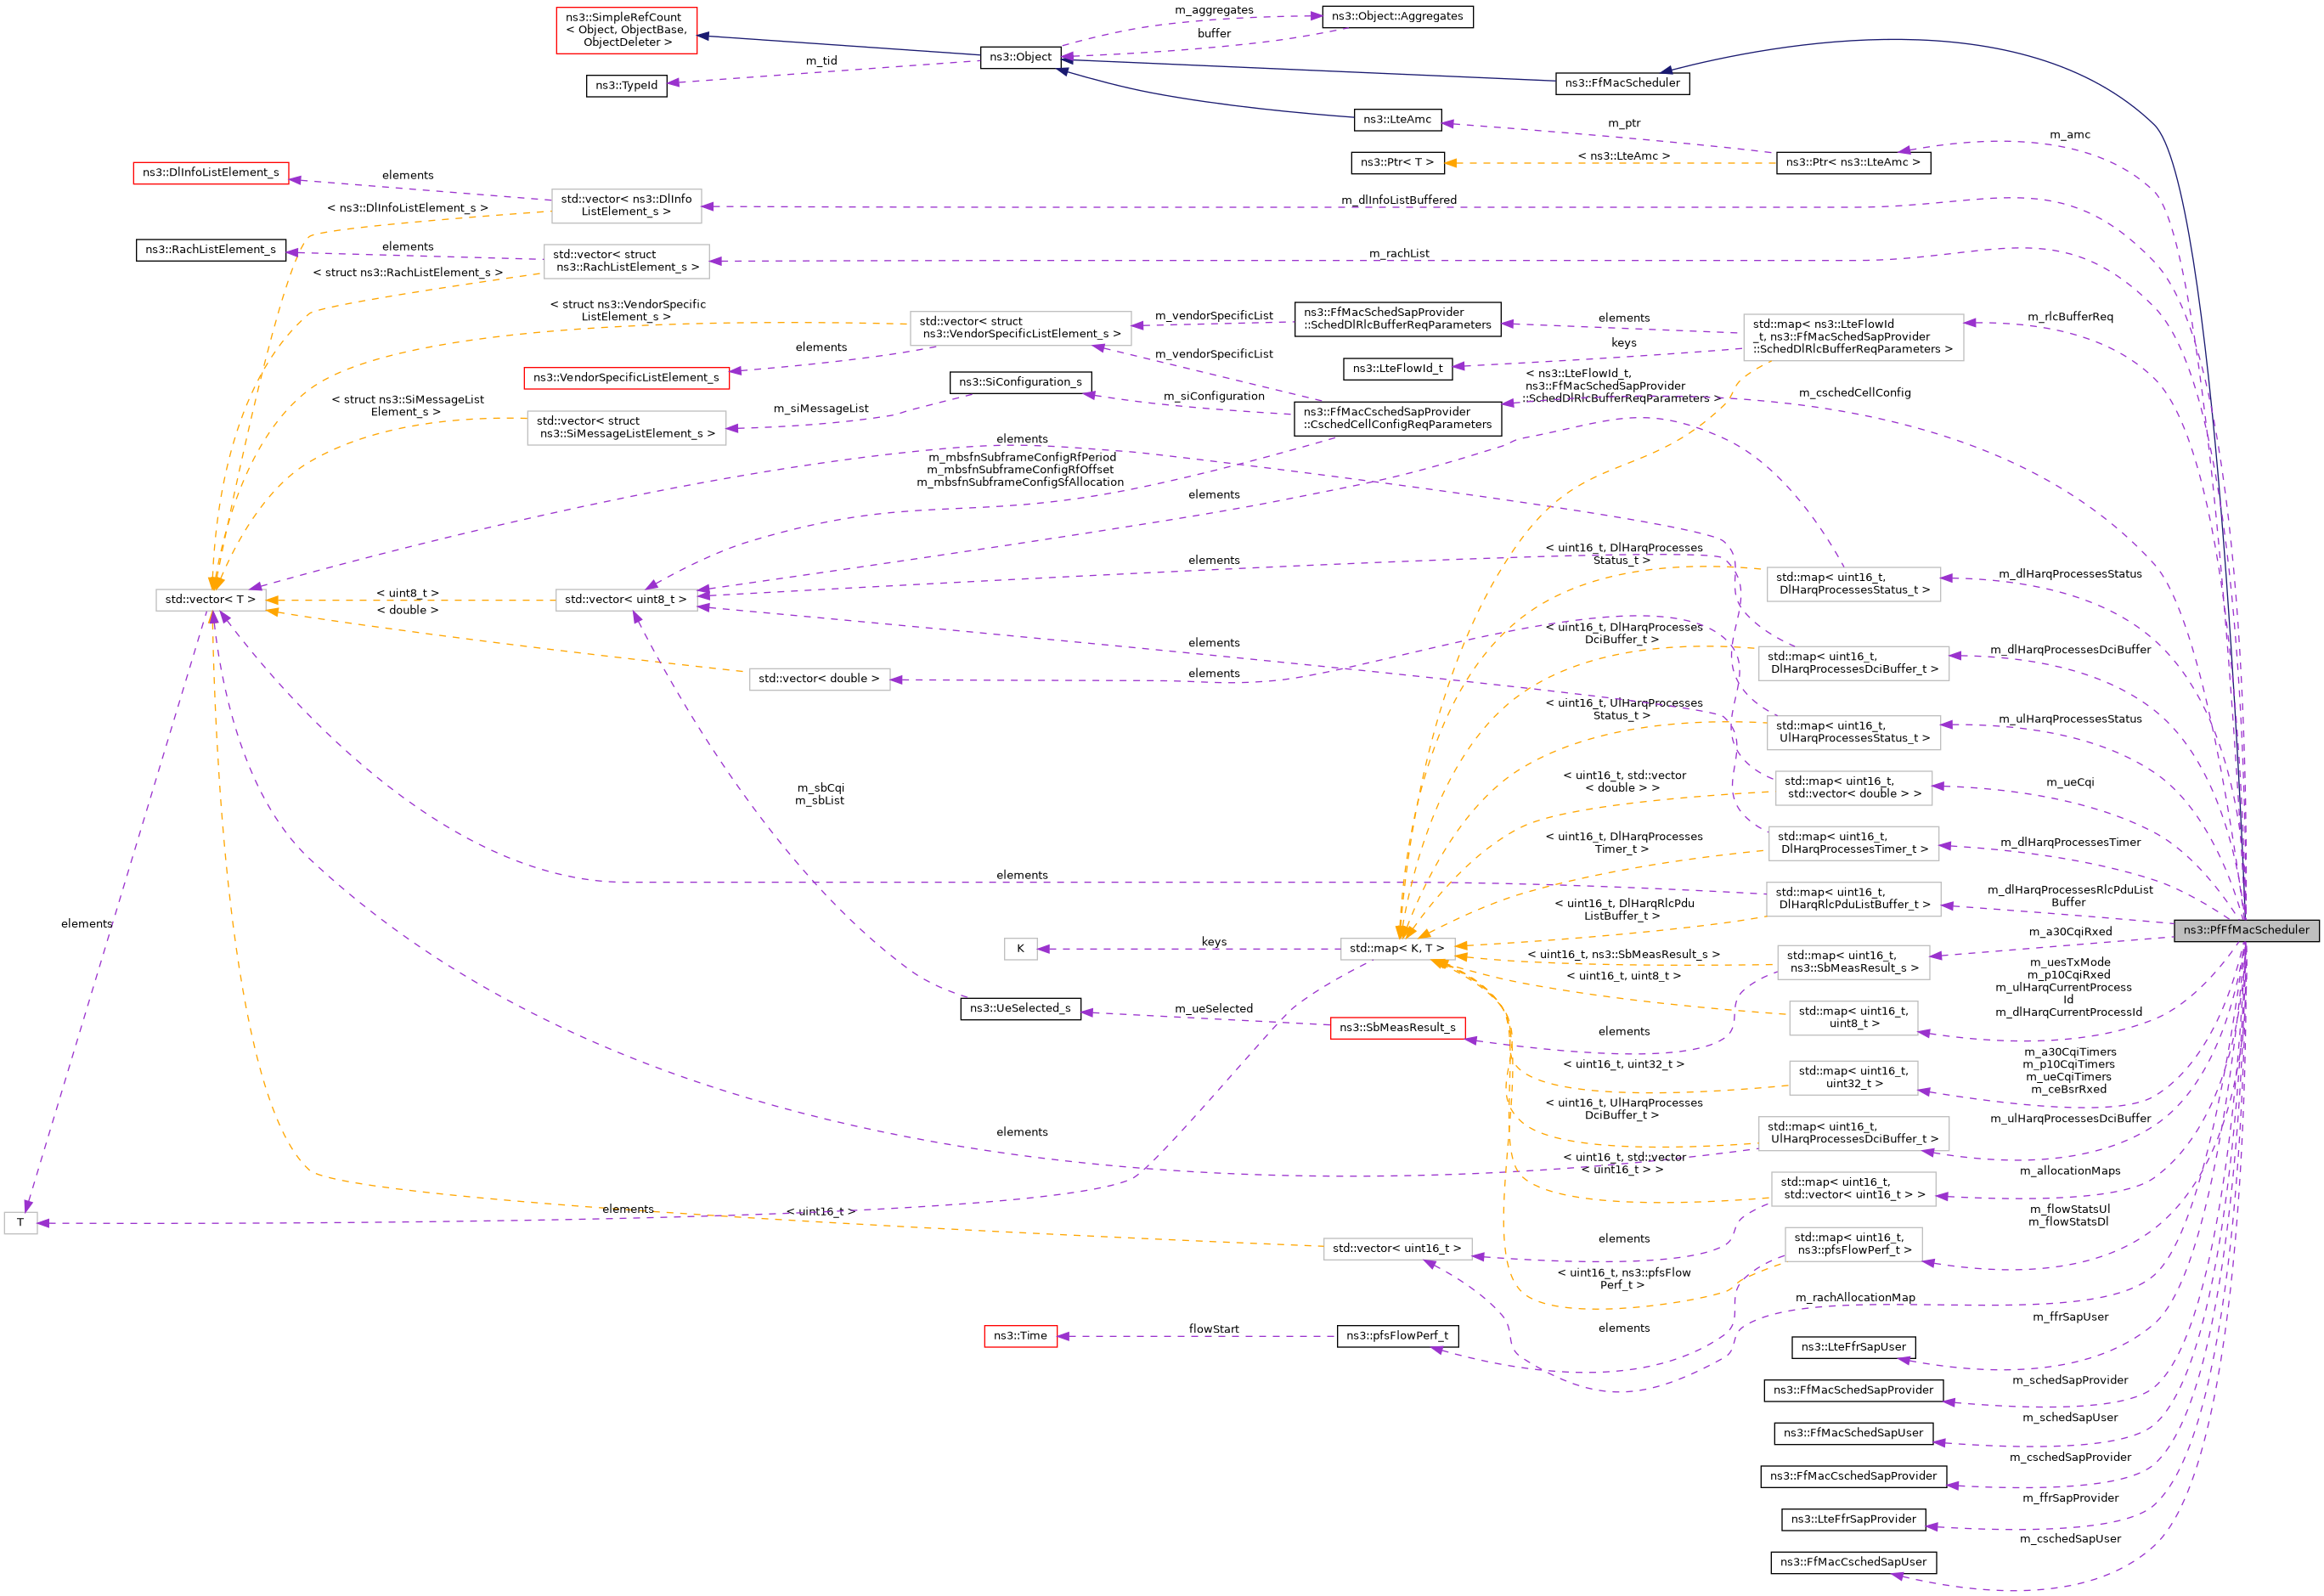 ns3::SimpleRefCount
< Object, ObjectBase,
ObjectDeleter >
m_aggregates
ns3::Object::Aggregates
buffer
ns3::Object
m_tid
ns3::TypeId
ns3::FfMacScheduler
ns3::LteAmc
m_ptr
m_amc
ns3::Ptr< T >
< ns3::LteAmc >
ns3::Ptr< ns3::LteAmc >
ns3::DlInfoListElement_s
elements
std::vector< ns3::DlInfo
ListElement_s >
< ns3::DlInfoListElement_s >
m_dlInfoListBuffered
ns3::RachListElement_s
elements
std::vector< struct
ns3::RachListElement_s >
< struct ns3::RachListElement_s >
m_rachList
< struct ns3::VendorSpecific
ListElement_s >
std::vector< struct
ns3::VendorSpecificListElement_s >
m_vendorSpecificList
ns3::FfMacSchedSapProvider
::SchedDlRlcBufferReqParameters
elements
std::map< ns3::LteFlowId
_t, ns3::FfMacSchedSapProvider
::SchedDlRlcBufferReqParameters >
m_rlcBufferReq
keys
elements
m_vendorSpecificList
ns3::LteFlowId_t
ns3::VendorSpecificListElement_s
ns3::SiConfiguration_s
m_siConfiguration
< ns3::LteFlowId_t,
ns3::FfMacSchedSapProvider
::SchedDlRlcBufferReqParameters >
m_cschedCellConfig
< struct ns3::SiMessageList
Element_s >
m_siMessageList
std::vector< struct
ns3::SiMessageListElement_s >
ns3::FfMacCschedSapProvider
::CschedCellConfigReqParameters
elements
m_mbsfnSubframeConfigRfPeriod
m_mbsfnSubframeConfigRfOffset
m_mbsfnSubframeConfigSfAllocation
elements
elements
< uint16_t, DlHarqProcesses
Status_t >
std::map< uint16_t,
DlHarqProcessesStatus_t >
m_dlHarqProcessesStatus
std::vector< T >
< uint8_t >
< double >
std::vector< uint8_t >
elements
< uint16_t, DlHarqProcesses
DciBuffer_t >
std::map< uint16_t,
DlHarqProcessesDciBuffer_t >
m_dlHarqProcessesDciBuffer
std::vector< double >
elements
< uint16_t, UlHarqProcesses
Status_t >
std::map< uint16_t,
UlHarqProcessesStatus_t >
m_ulHarqProcessesStatus
m_sbCqi
m_sbList
< uint16_t, std::vector
< double > >
std::map< uint16_t,
std::vector< double > >
m_ueCqi
< uint16_t, DlHarqProcesses
Timer_t >
std::map< uint16_t,
DlHarqProcessesTimer_t >
m_dlHarqProcessesTimer
elements
< uint16_t, DlHarqRlcPdu
ListBuffer_t >
std::map< uint16_t,
DlHarqRlcPduListBuffer_t >
m_dlHarqProcessesRlcPduList
Buffer
elements
ns3::PfFfMacScheduler
K
keys
std::map< K, T >
< uint16_t, ns3::SbMeasResult_s >
std::map< uint16_t,
ns3::SbMeasResult_s >
m_a30CqiRxed
< uint16_t, uint8_t >
m_uesTxMode
m_p10CqiRxed
m_ulHarqCurrentProcess
Id
m_dlHarqCurrentProcessId
ns3::UeSelected_s
m_ueSelected
ns3::SbMeasResult_s
elements
std::map< uint16_t,
uint8_t >
< uint16_t, uint32_t >
std::map< uint16_t,
uint32_t >
m_a30CqiTimers
m_p10CqiTimers
m_ueCqiTimers
m_ceBsrRxed
< uint16_t, UlHarqProcesses
DciBuffer_t >
elements
std::map< uint16_t,
UlHarqProcessesDciBuffer_t >
m_ulHarqProcessesDciBuffer
< uint16_t, std::vector
< uint16_t > >
std::map< uint16_t,
std::vector< uint16_t > >
m_allocationMaps
T
elements
< uint16_t >
std::vector< uint16_t >
elements
std::map< uint16_t,
ns3::pfsFlowPerf_t >
m_flowStatsUl
m_flowStatsDl
< uint16_t, ns3::pfsFlow
Perf_t >
m_rachAllocationMap
ns3::Time
flowStart
ns3::pfsFlowPerf_t
elements
m_ffrSapUser
ns3::LteFfrSapUser
m_schedSapProvider
ns3::FfMacSchedSapProvider
m_schedSapUser
ns3::FfMacSchedSapUser
m_cschedSapProvider
ns3::FfMacCschedSapProvider
m_ffrSapProvider
ns3::LteFfrSapProvider
m_cschedSapUser
ns3::FfMacCschedSapUser